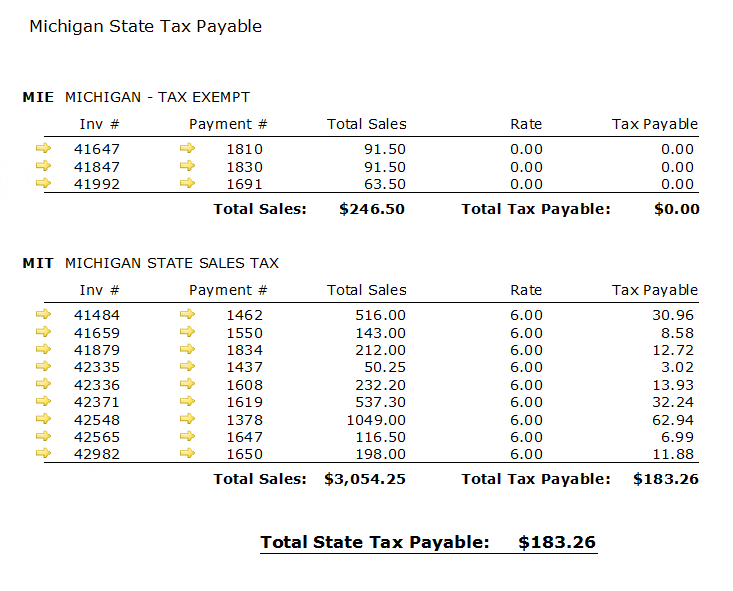 Michigan State Tax Payable
MIE MICHIGAN - TAX EXEMPT
Inv # Payment # Total Sales Rate Tax Payable
41647 1810 91.50 0.00 0.00
41847 1830 91.50 0.00 0.00
41992 1691 63.50 0.00 0.00
Total Sales: $246.50 Total Tax Payable: $0.00
MIT MICHIGAN STATE SALES TAX
Inv # Payment # Total Sales Rate Tax Payable
41484 1462 516.00 6.00 30.96
41659 1550 143.00 6.00 8.58
41879 1834 212.00 6.00 12.72
42335 1437 50.25 6.00 3.02
42336 1608 232.20 6.00 13.93
42371 1619 537.30 6.00 32.24
42548 1378 1049.00 6.00 62.94
42565 1647 116.50 6.00 6.99
42982 1650 198.00 6.00 11.88
Total Sales: $3,054.25 Total Tax Payable: $183.26
Total State Tax Payable: $183.26